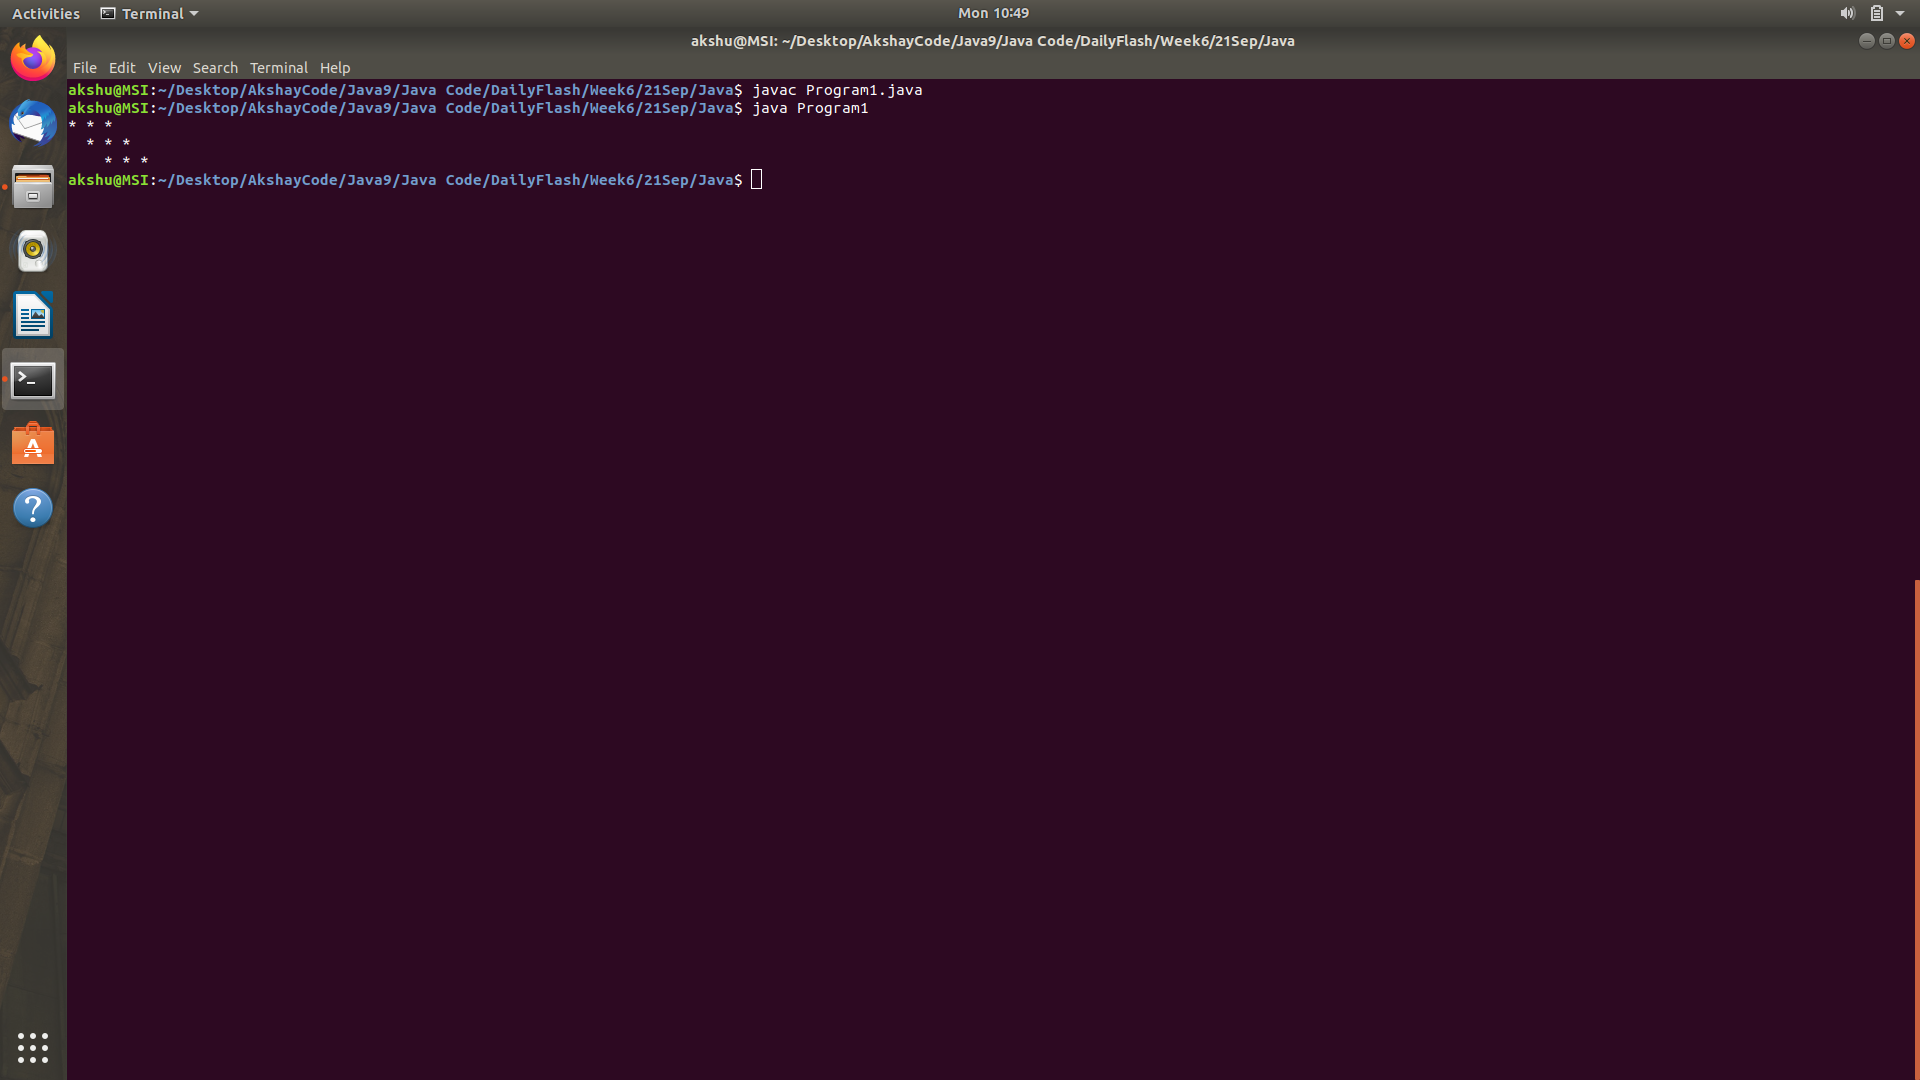 Activities Terminal Mon 10:49
akshu@MSI: ~/Desktop/AkshayCode/Java9/Java Code/DailyFlash/Week6/21Sep/Java
File Edit View Search Terminal Help
akshu@MSI:~/Desktop/AkshayCode/Java9/Java Code/DailyFlash/Week6/21Sep/Java$ javac Program1.java
akshu@MSI:~/Desktop/AkshayCode/Java9/Java Code/DailyFlash/Week6/21Sep/Java$ java Program1
* * *
  * * *
    * * *
akshu@MSI:~/Desktop/AkshayCode/Java9/Java Code/DailyFlash/Week6/21Sep/Java$